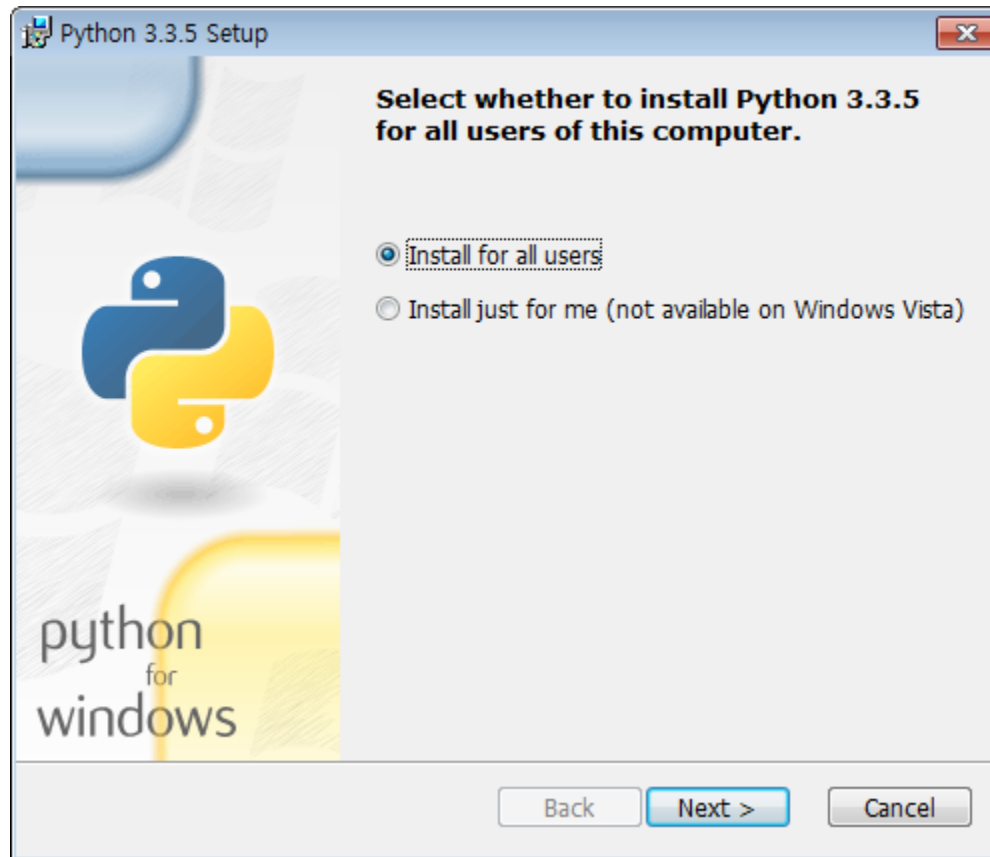 Python 3.3.5 Setup
Select whether to install Python 3.3.5
for all users of this computer.
Install for all users
Install just for me (not available on Windows Vista)
python
for
windows
Back
Next >
Cancel